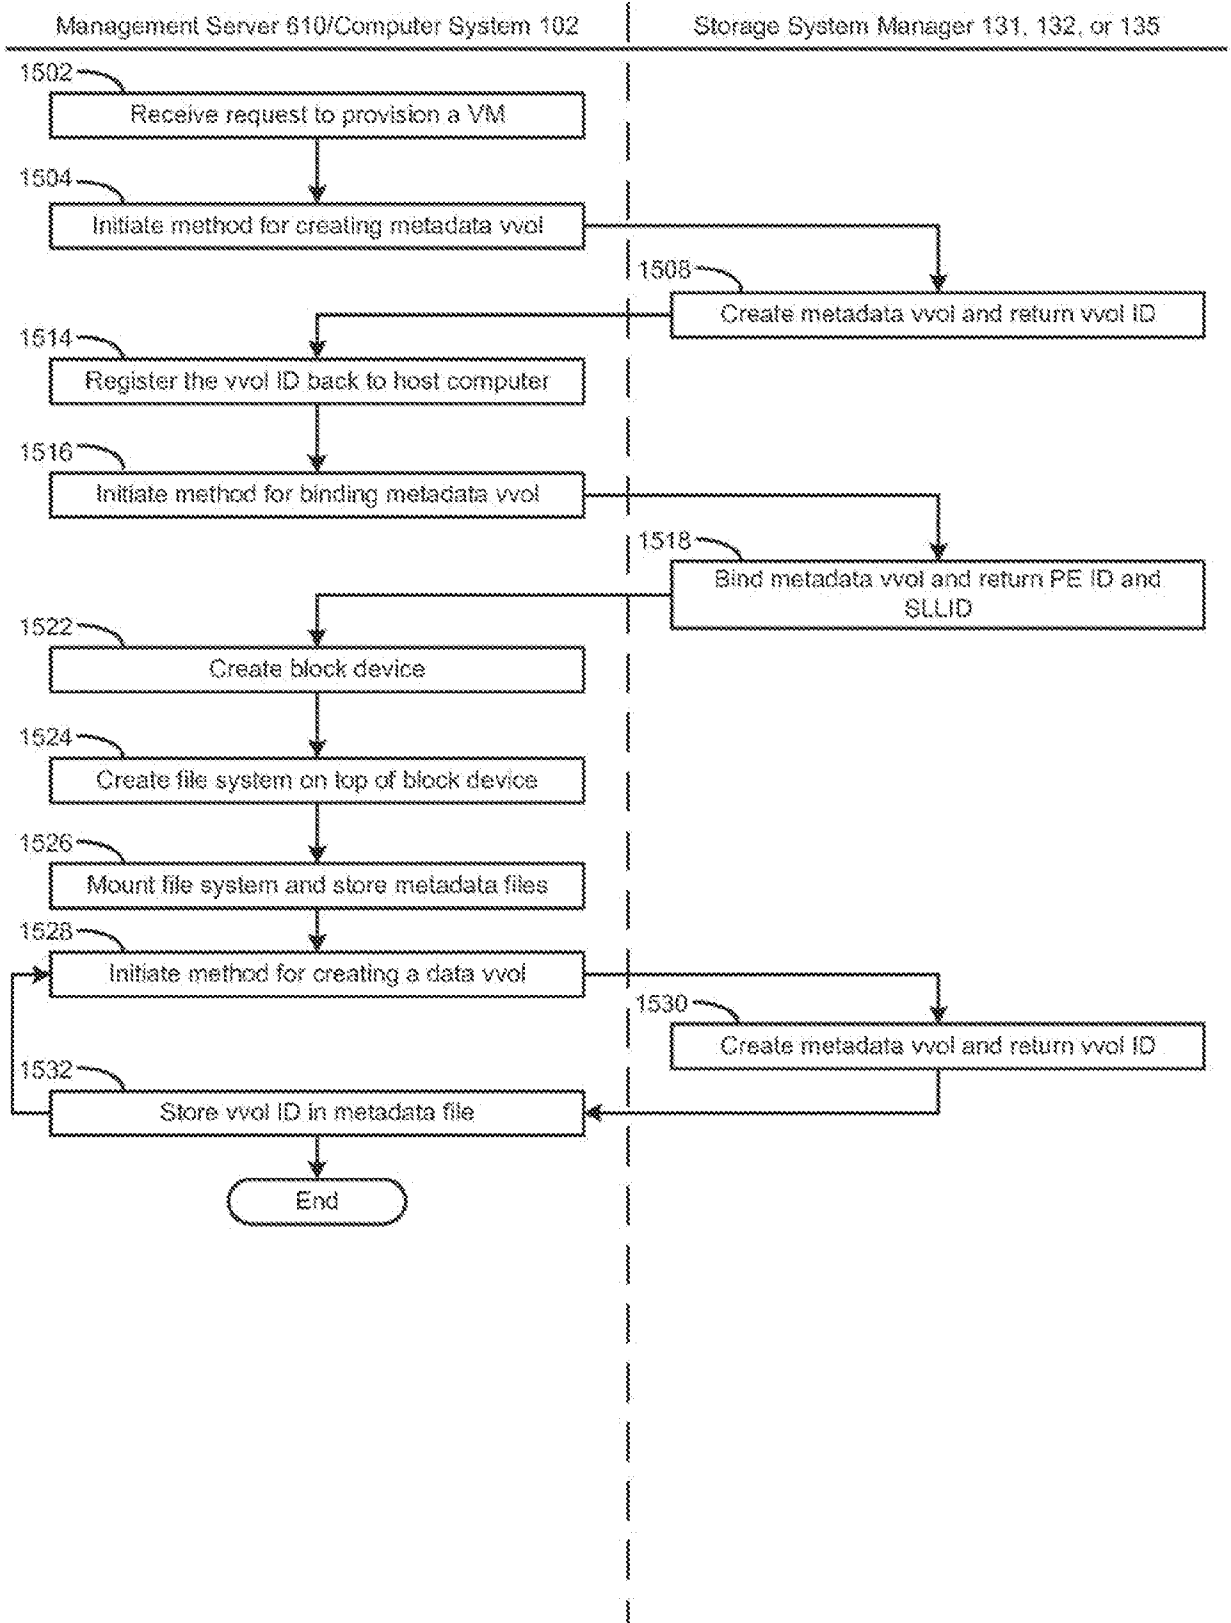 Management Server 610/Computer System 102
Storage System Manager 131, 132, or 135
1502
Receive request to provision a VM
1504
Initiate method for creating metadata vvol
1508
Create metadata vvol and return vvol ID
1514
Register the vvol ID back to host computer
1516
Initiate method for binding metadata vvol
1518
Bind metadata vvol and return PE ID and
SLLID
1522
Create block device
1524
Create file system on top of block device
1526
Mount file system and store metadata files
1528
Initiate method for creating a data vvol
1530
Create metadata vvol and return vvol ID
1532
Store vvol ID in metadata file
End